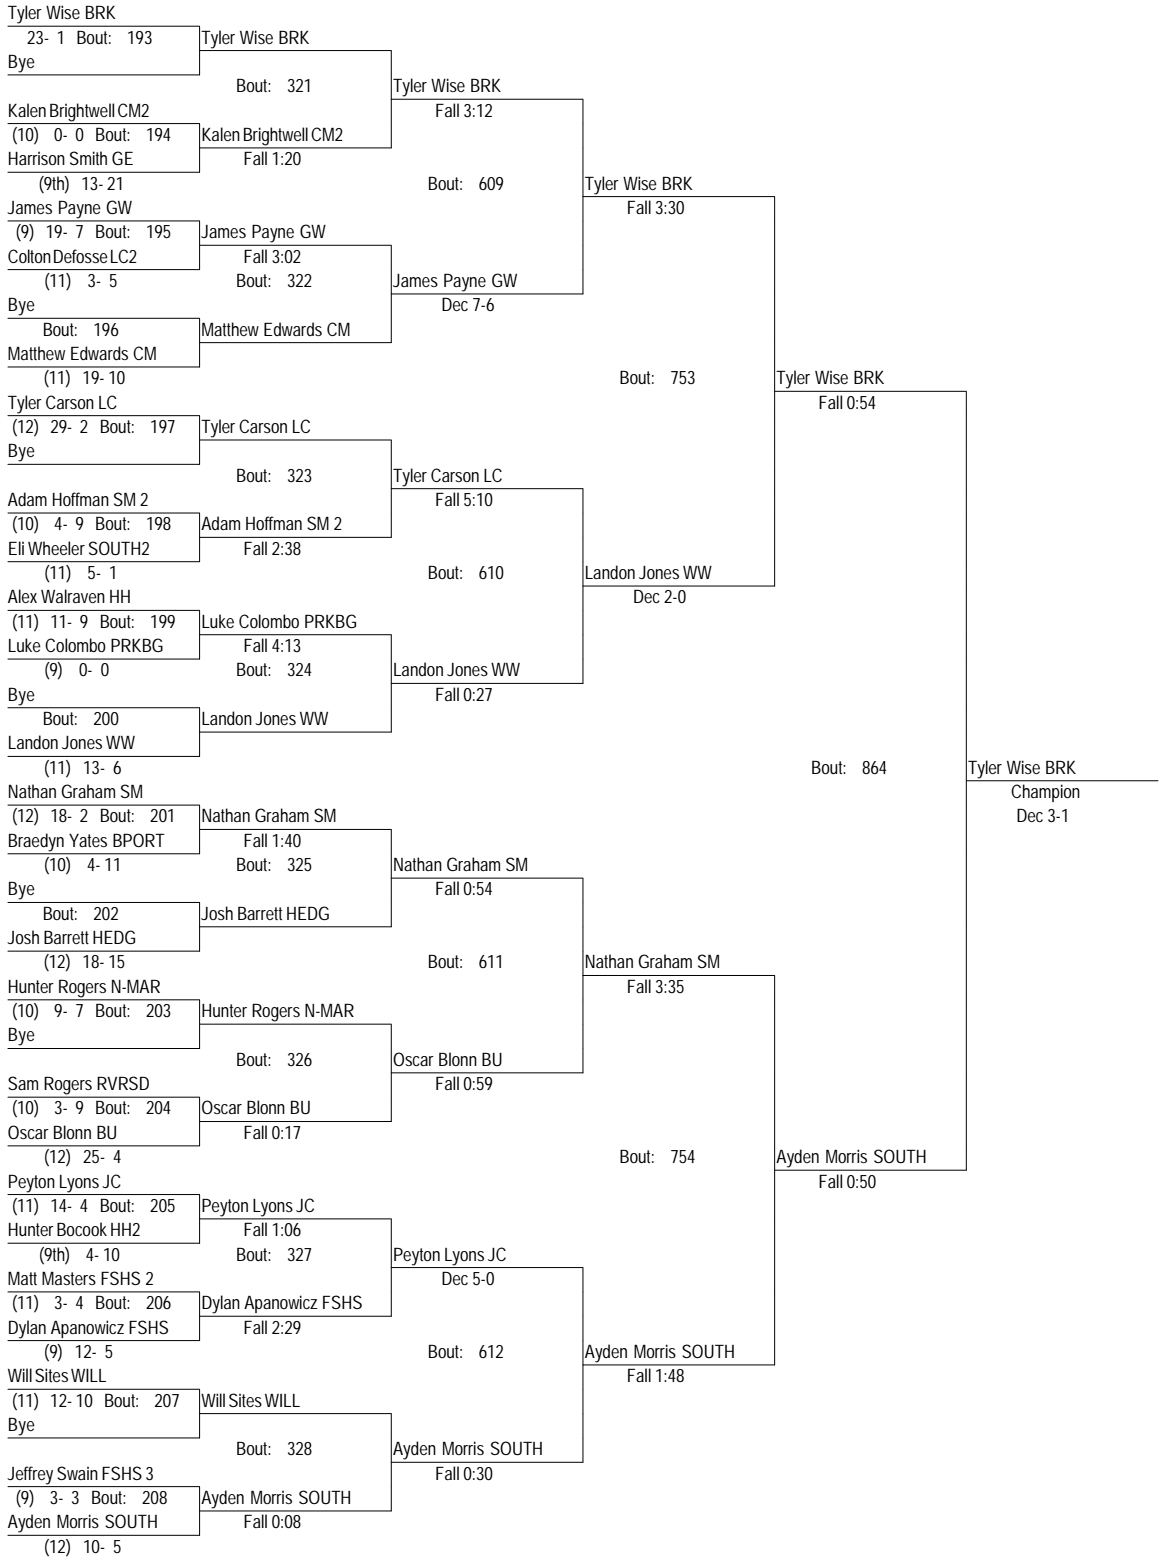 Tyler Wise BRK
23- 1 Bout: 193
Tyler Wise BRK
Bye
Bout: 321
Tyler Wise BRK
Kalen Brightwell CM2
Fall 3:12
(10) 0- 0 Bout: 194
Kalen Brightwell CM2
Harrison Smith GE
Fall 1:20
(9th) 13- 21
Bout: 609
Tyler Wise BRK
James Payne GW
Fall 3:30
(9) 19- 7 Bout: 195
James Payne GW
Colton Defosse LC2
Fall 3:02
(11) 3- 5
Bout: 322
James Payne GW
Bye
Dec 7-6
Bout: 196
Matthew Edwards CM
Matthew Edwards CM
(11) 19- 10
Bout: 753
Tyler Wise BRK
Tyler Carson LC
Fall 0:54
(12) 29- 2 Bout: 197
Tyler Carson LC
Bye
Bout: 323
Tyler Carson LC
Adam Hoffman SM 2
Fall 5:10
(10) 4- 9 Bout: 198
Adam Hoffman SM 2
Eli Wheeler SOUTH2
Fall 2:38
(11) 5- 1
Bout: 610
Landon Jones WW
Alex Walraven HH
Dec 2-0
(11) 11- 9 Bout: 199
Luke Colombo PRKBG
Luke Colombo PRKBG
Fall 4:13
(9) 0- 0
Bout: 324
Landon Jones WW
Bye
Fall 0:27
Bout: 200
Landon Jones WW
Landon Jones WW
(11) 13- 6
Bout: 864
Tyler Wise BRK
Nathan Graham SM
Champion
(12) 18- 2 Bout: 201
Nathan Graham SM
Dec 3-1
Braedyn Yates BPORT
Fall 1:40
(10) 4- 11
Bout: 325
Nathan Graham SM
Bye
Fall 0:54
Bout: 202
Josh Barrett HEDG
Josh Barrett HEDG
(12) 18- 15
Bout: 611
Nathan Graham SM
Hunter Rogers N-MAR
Fall 3:35
(10) 9- 7 Bout: 203
Hunter Rogers N-MAR
Bye
Bout: 326
Oscar Blonn BU
Sam Rogers RVRSD
Fall 0:59
(10) 3- 9 Bout: 204
Oscar Blonn BU
Oscar Blonn BU
Fall 0:17
(12) 25- 4
Bout: 754
Ayden Morris SOUTH
Peyton Lyons JC
Fall 0:50
(11) 14- 4 Bout: 205
Peyton Lyons JC
Hunter Bocook HH2
Fall 1:06
(9th) 4- 10
Bout: 327
Peyton Lyons JC
Matt Masters FSHS 2
Dec 5-0
(11) 3- 4 Bout: 206
Dylan Apanowicz FSHS
Dylan Apanowicz FSHS
Fall 2:29
(9) 12- 5
Bout: 612
Ayden Morris SOUTH
Will Sites WILL
Fall 1:48
(11) 12- 10 Bout: 207
Will Sites WILL
Bye
Bout: 328
Ayden Morris SOUTH
Jeffrey Swain FSHS 3
Fall 0:30
(9) 3- 3 Bout: 208
Ayden Morris SOUTH
Ayden Morris SOUTH
Fall 0:08
(12) 10- 5